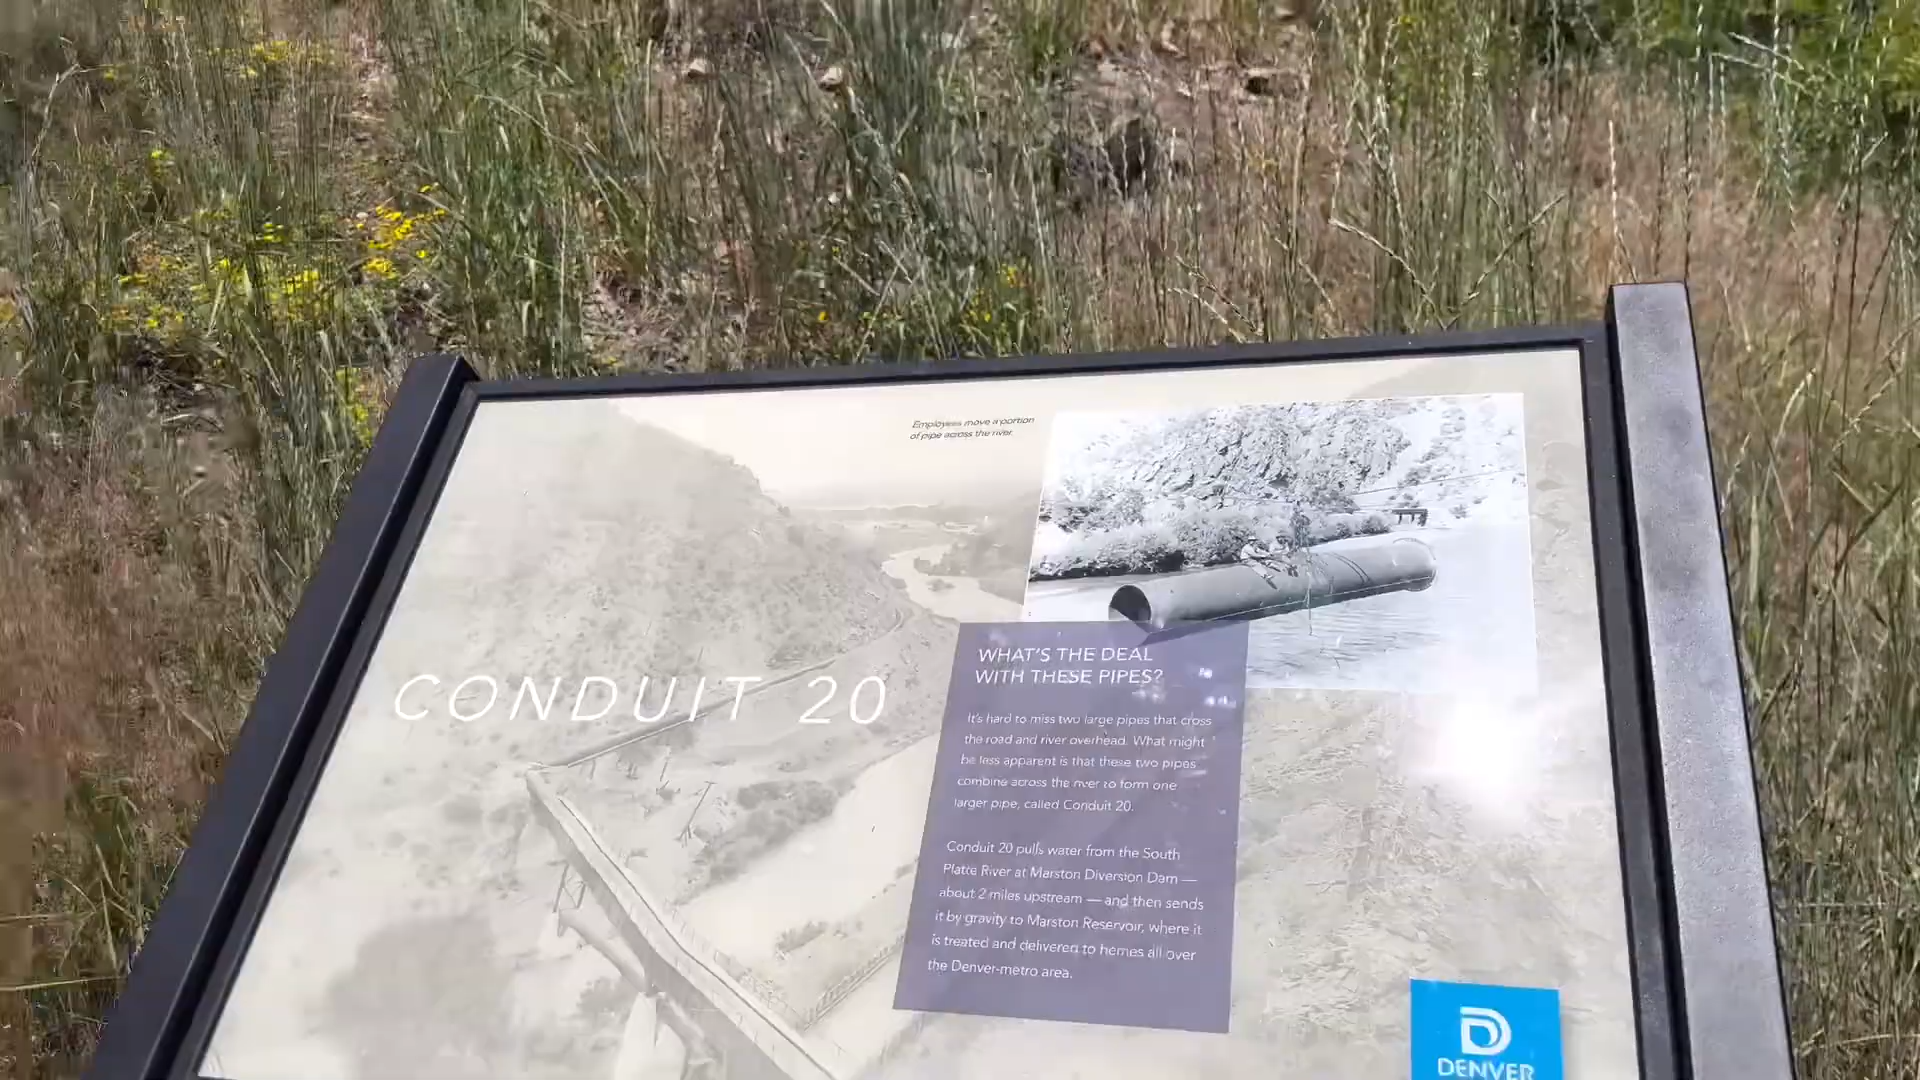 Employees move a portion
of pipe across the river.
CONDUIT 20
WHAT'S THE DEAL
WITH THESE PIPES?
It's hard to miss two large pipes that cross
the road and river overhead. What might
be less apparent is that these two pipes
combine across the river to form one
larger pipe, called Conduit 20.
Conduit 20 pulls water from the South
Platte River at Marston Diversion Dam —
about 2 miles upstream — and then sends
it by gravity to Marston Reservoir, where it
is treated and delivered to homes all over
the Denver-metro area.
DENVER